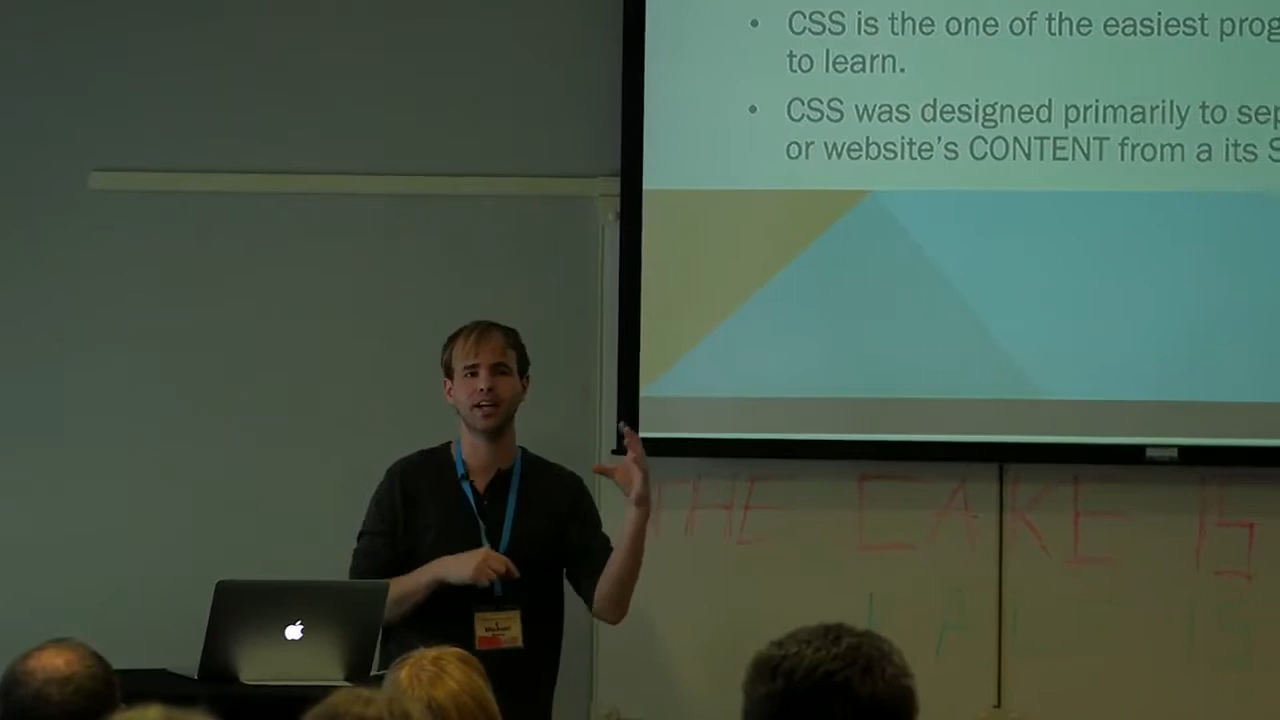 • CSS is the one of the easiest prog
to learn.
• CSS was designed primarily to sep
or website's CONTENT from a its S
THE CAKE IS